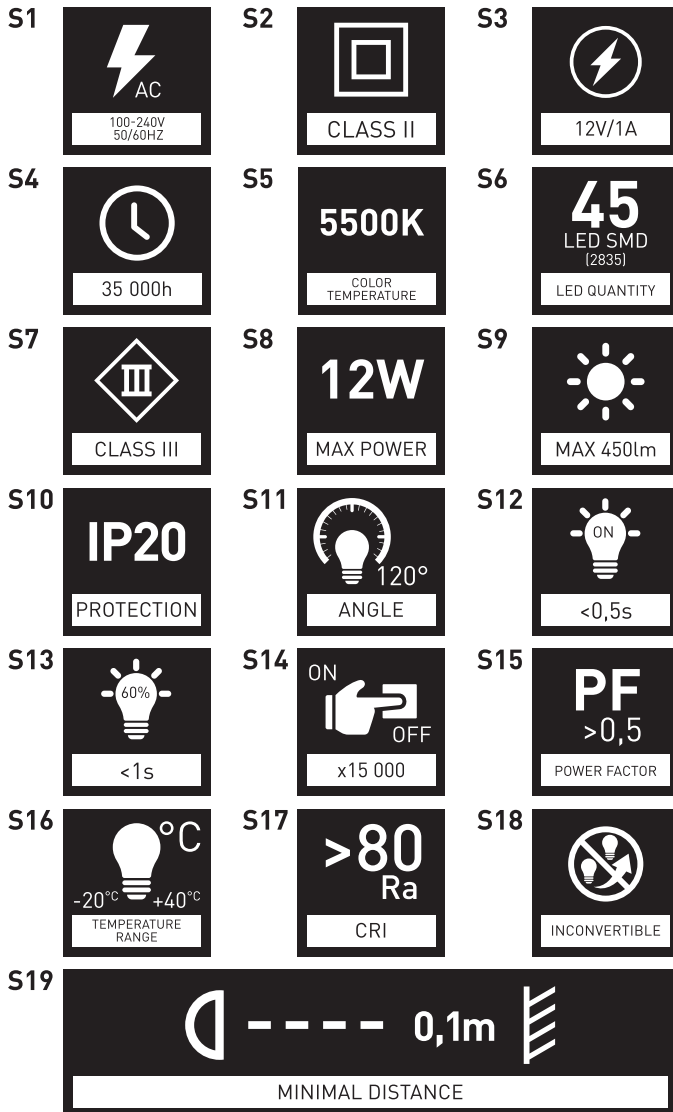 S1
AC
100-240V
50/60HZ
S2
CLASS II
S3
12V/1A
S4
35 000h
S5
5500K
COLOR
TEMPERATURE
S6
45
LED SMD
(2835)
LED QUANTITY
S7
III
CLASS III
S8
12W
MAX POWER
S9
MAX 450lm
S10
IP20
PROTECTION
S11
120°
ANGLE
S12
ON
<0,5s
S13
60%
<1s
S14
ON
OFF
x15 000
S15
PF
>0,5
POWER FACTOR
S16
°C
-20°C +40°C
TEMPERATURE
RANGE
S17
>80
Ra
CRI
S18
INCONVERTIBLE
S19
0,1m
MINIMAL DISTANCE